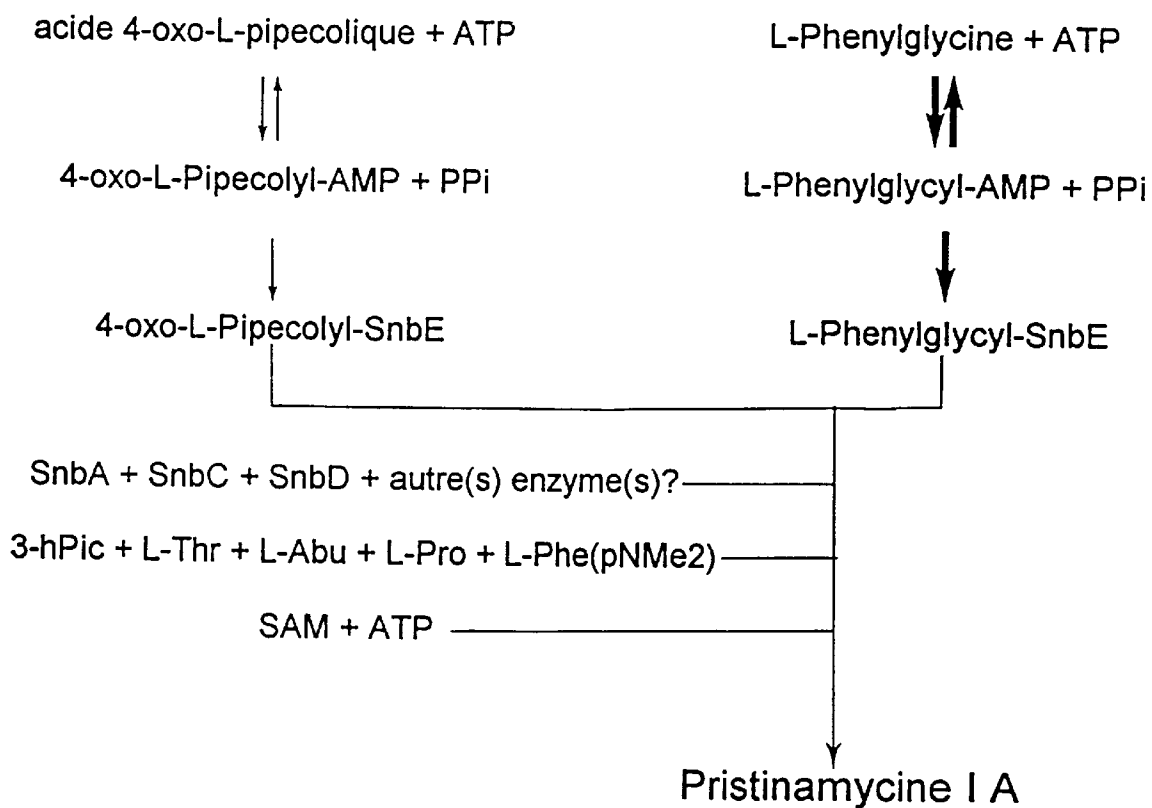 acide 4-oxo-L-pipecolique + ATP
L-Phenylglycine + ATP
4-oxo-L-Pipecolyl-AMP + PPi
L-Phenylglycyl-AMP + PPi
4-oxo-L-Pipecolyl-SnbE
L-Phenylglycyl-SnbE
SnbA + SnbC + SnbD + autre(s) enzyme(s)?
3-hPic + L-Thr + L-Abu + L-Pro + L-Phe(pNMe2)
SAM + ATP
Pristinamycine I A